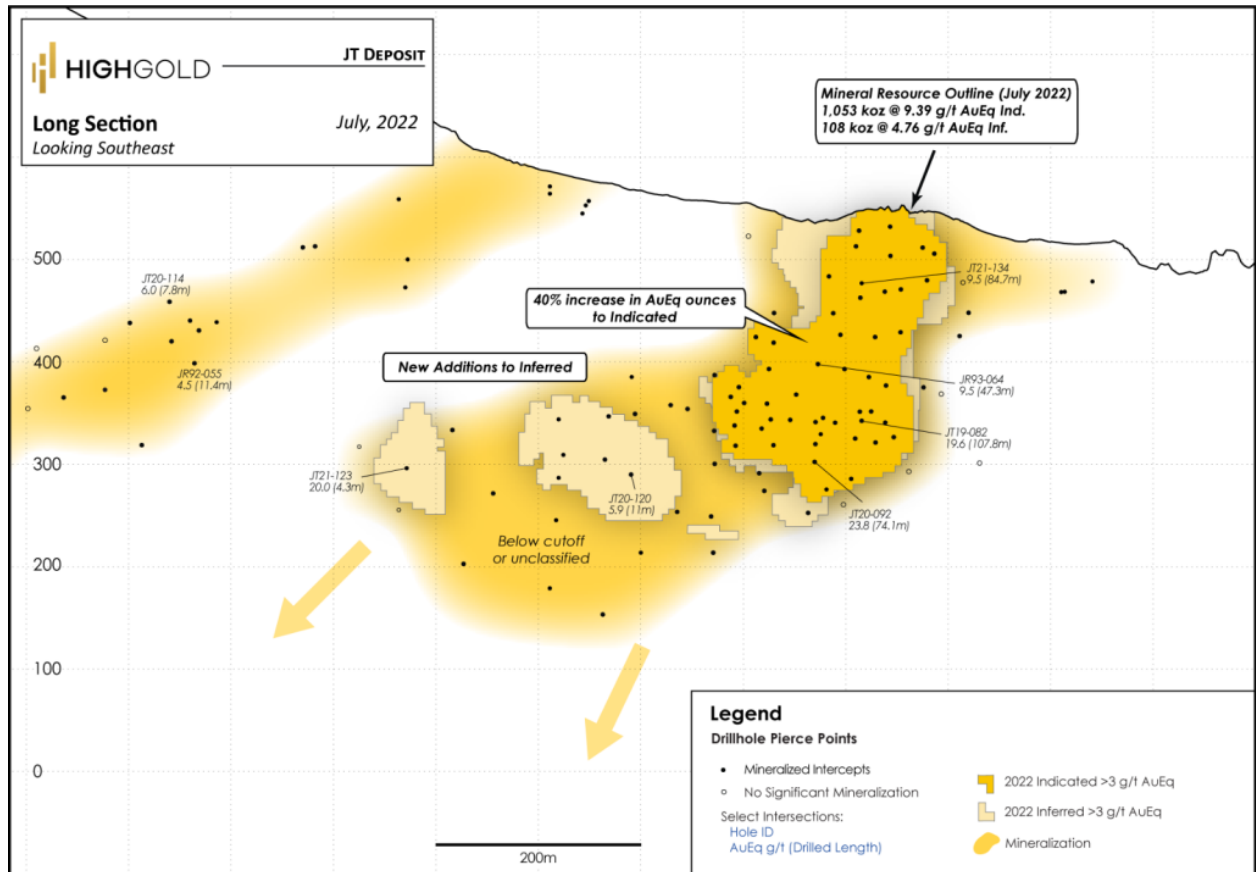 HIGHGOLD
JT DEPOSIT
Long Section
July, 2022
Looking Southeast
Mineral Resource Outline (July 2022)
1,053 koz @ 9.39 g/t AuEq Ind.
108 koz @ 4.76 g/t AuEq Inf.
500
400
300
200
100
0
JT20-114
6.0 (7.8m)
JR92-055
4.5 (11.4m)
40% increase in AuEq ounces
to Indicated
New Additions to Inferred
JT21-134
9.5 (84.7m)
JR93-064
9.5 (47.3m)
JT19-082
19.6 (107.8m)
JT20-092
23.8 (74.1m)
JT21-123
20.0 (4.3m)
JT20-120
5.9 (11m)
Below cutoff
or unclassified
200m
Legend
Drillhole Pierce Points
Mineralized Intercepts
No Significant Mineralization
Select Intersections:
Hole ID
AuEq g/t (Drilled Length)
2022 Indicated >3 g/t AuEq
2022 Inferred >3 g/t AuEq
Mineralization